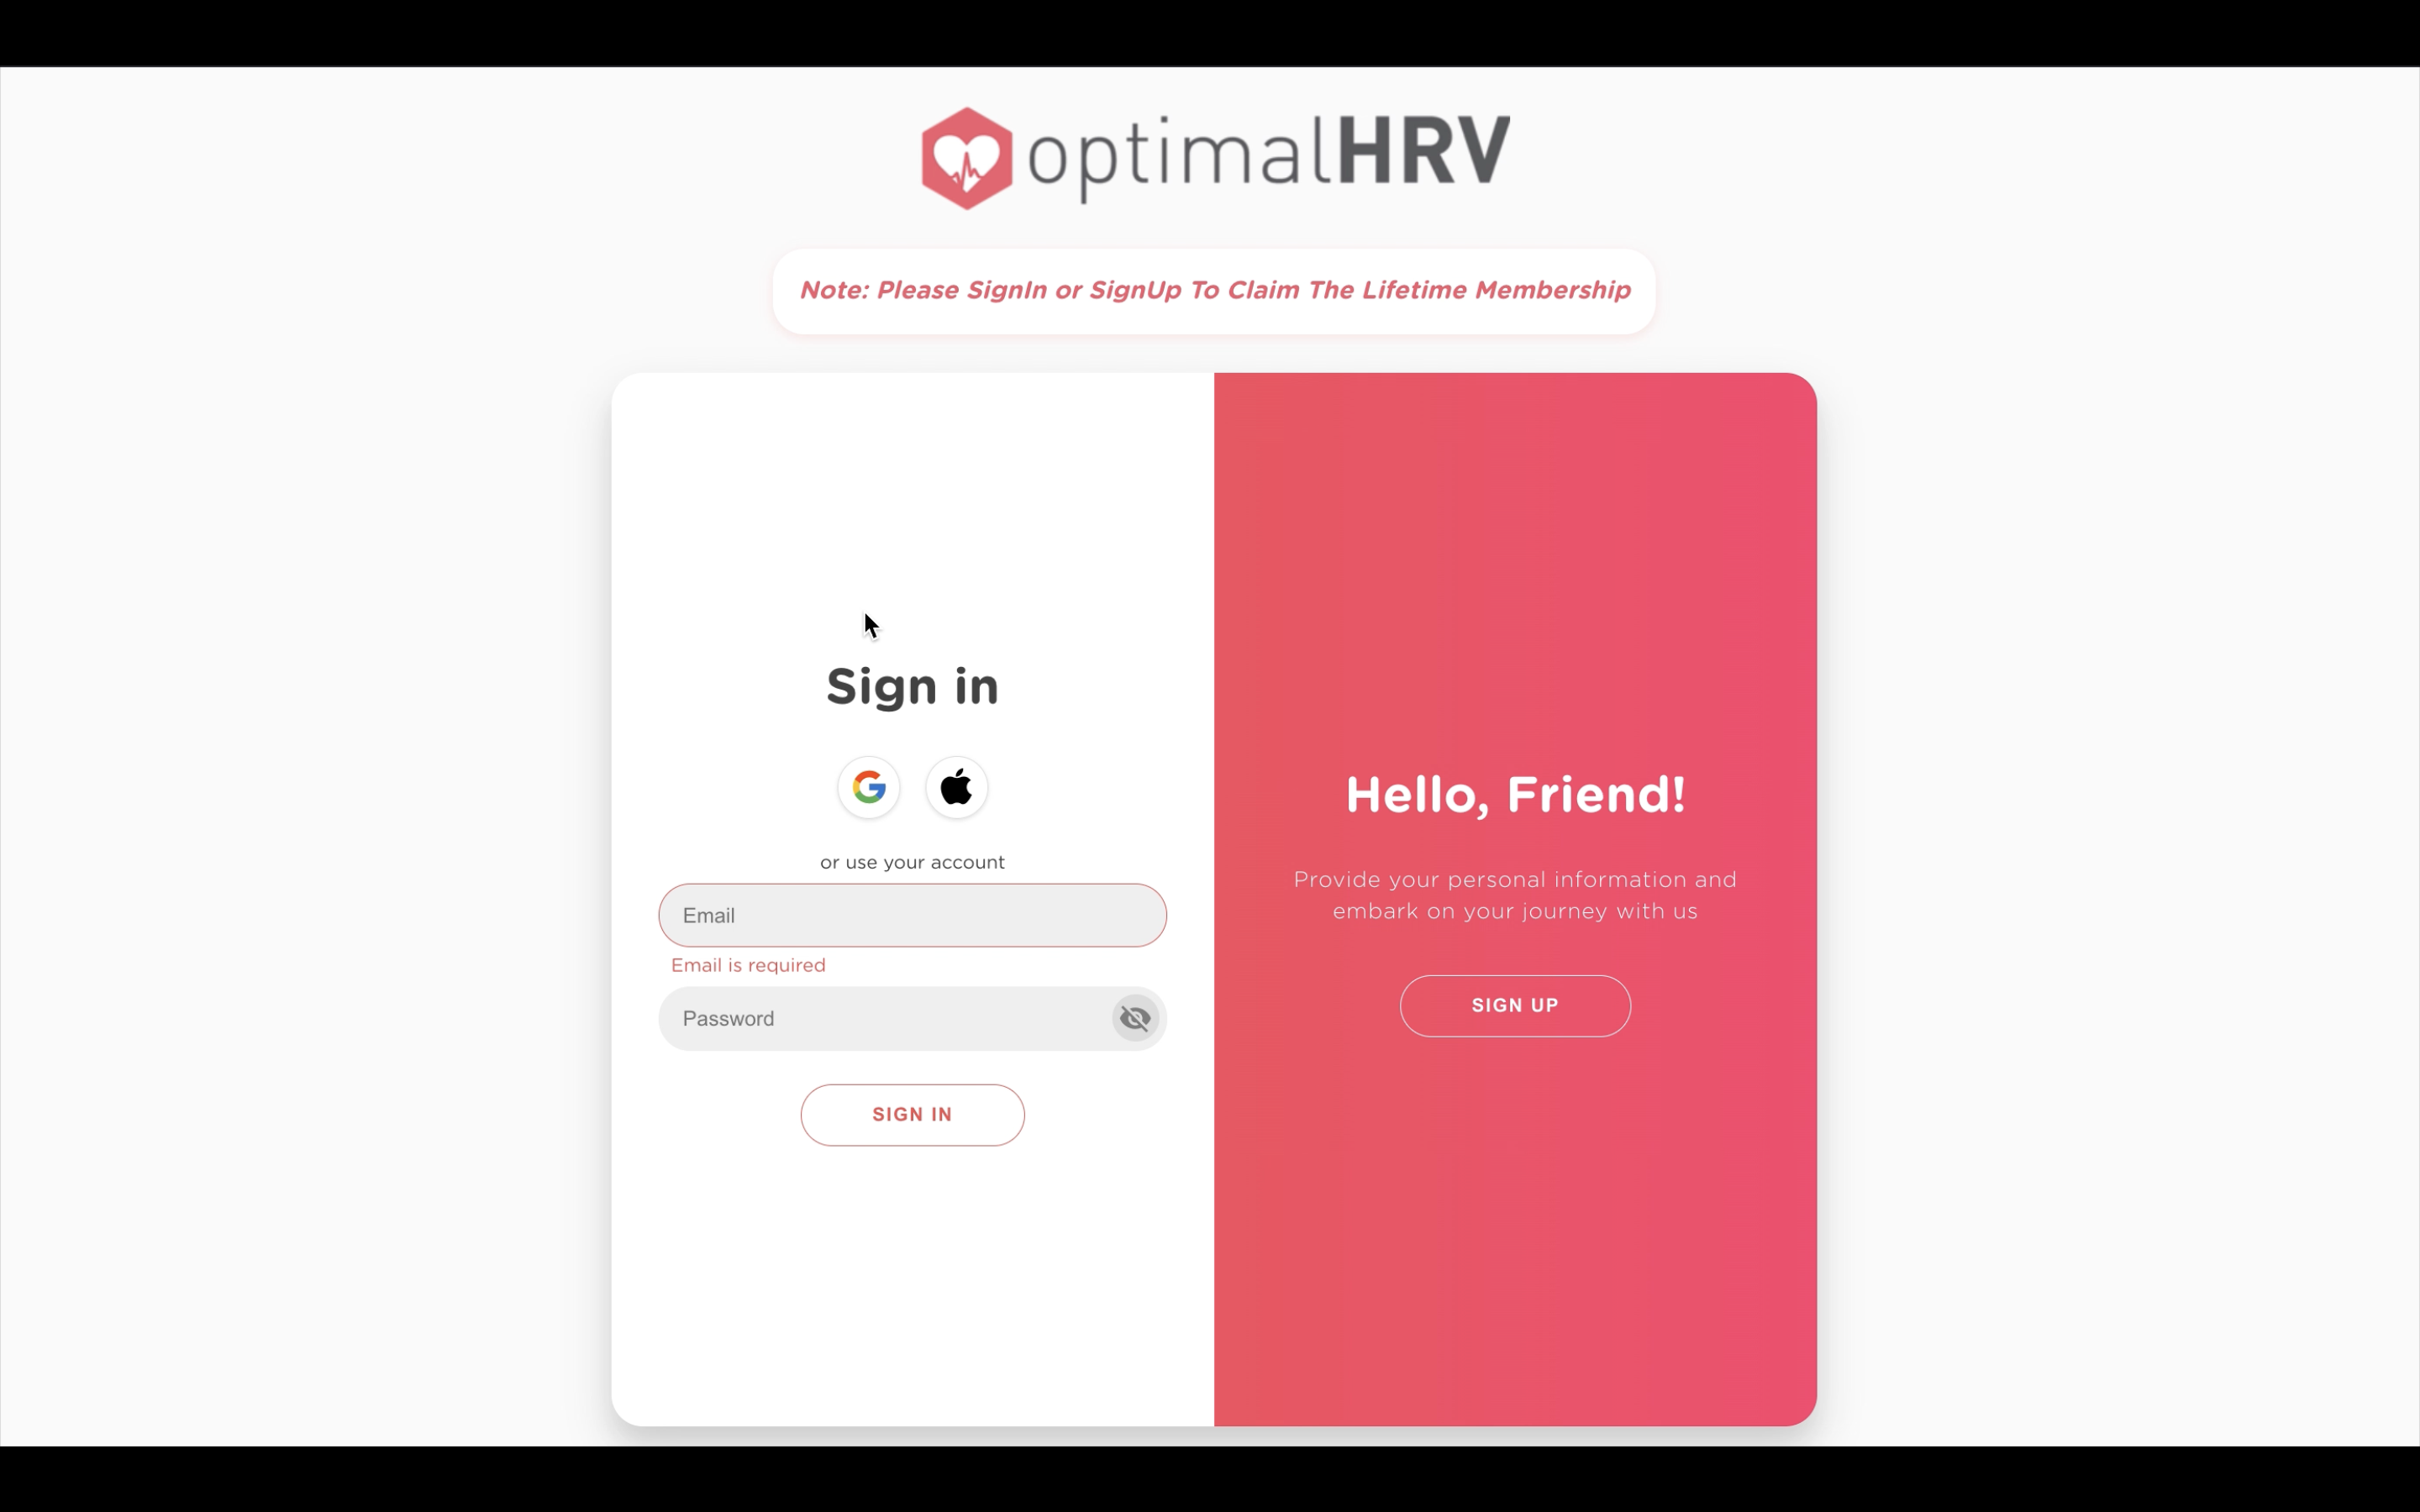 optimalHRV
Note: Please SignIn or SignUp To Claim The Lifetime Membership
Sign in
or use your account
Email
Email is required
Password
SIGN IN
Hello, Friend!
Provide your personal information and
embark on your journey with us
SIGN UP